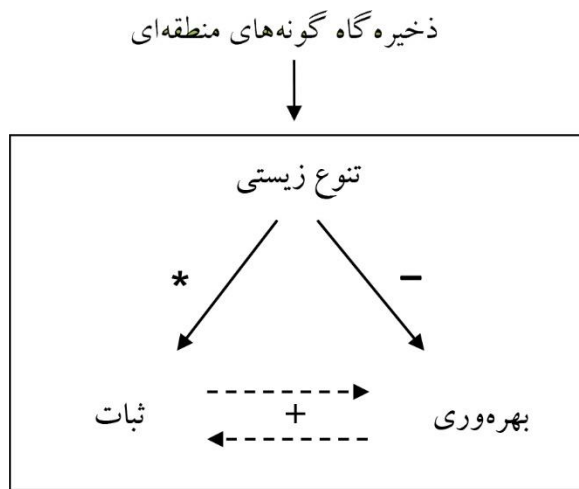 ذخیره‌گاه گونه‌های منطقه‌ای
تنوع زیستی
*
−
ثبات
+
بهره‌وری